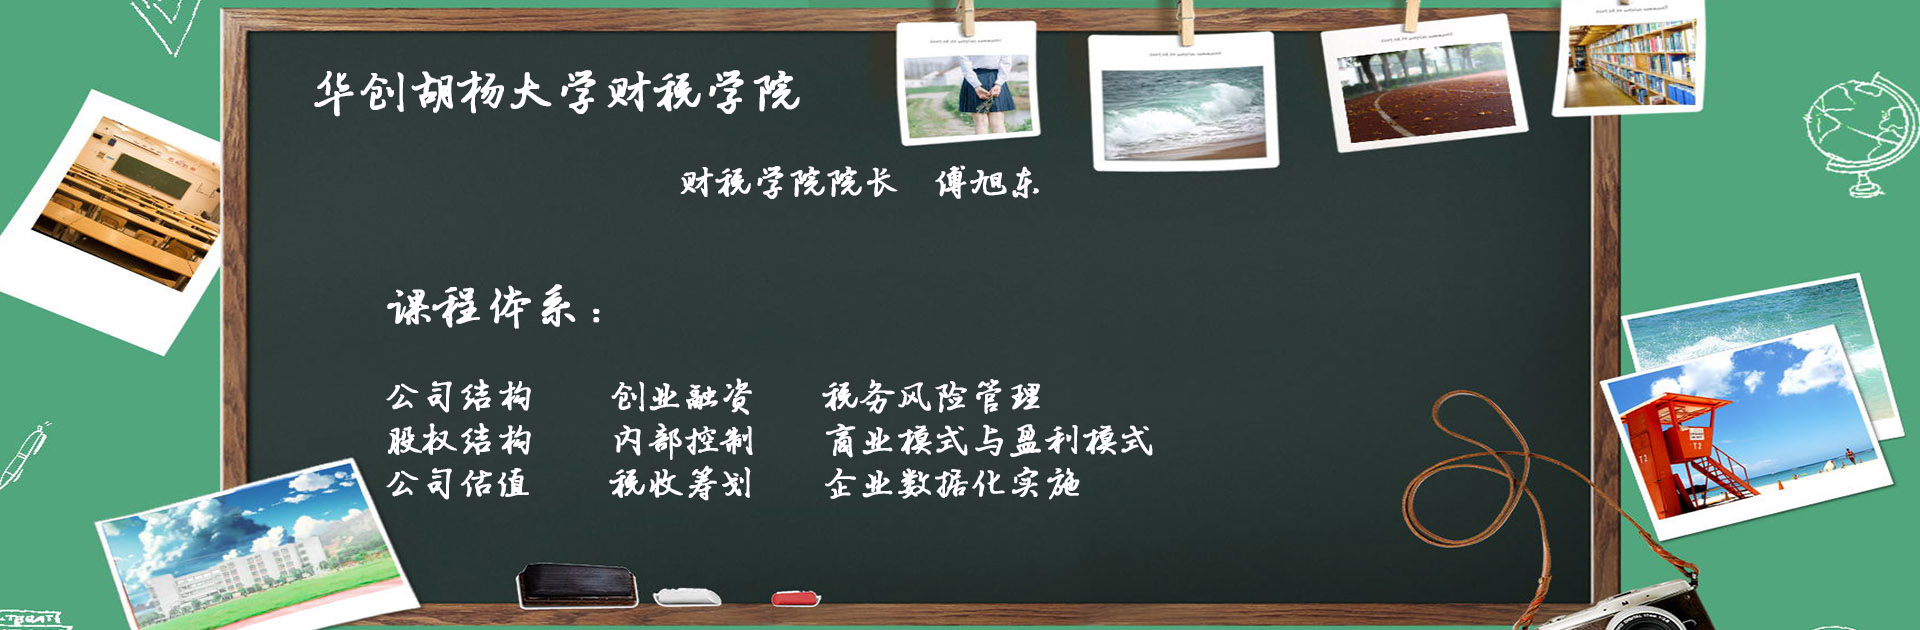 华创胡杨大学财税学院
财税学院院长 傅旭东
课程体系：
公司结构 创业融资 税务风险管理
股权结构 内部控制 商业模式与盈利模式
公司估值 税收筹划 企业数据化实施
T2
T2